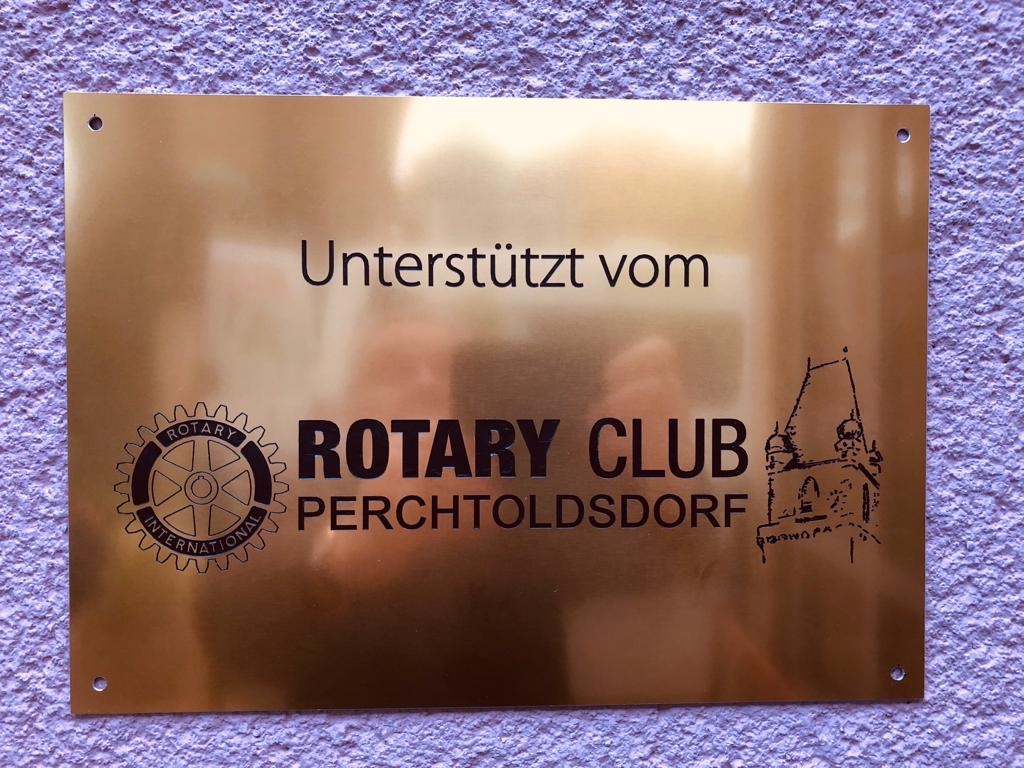 Unterstützt vom
ROTARY CLUB
PERCHTOLDSDORF
ROTARY
INTERNATIONAL